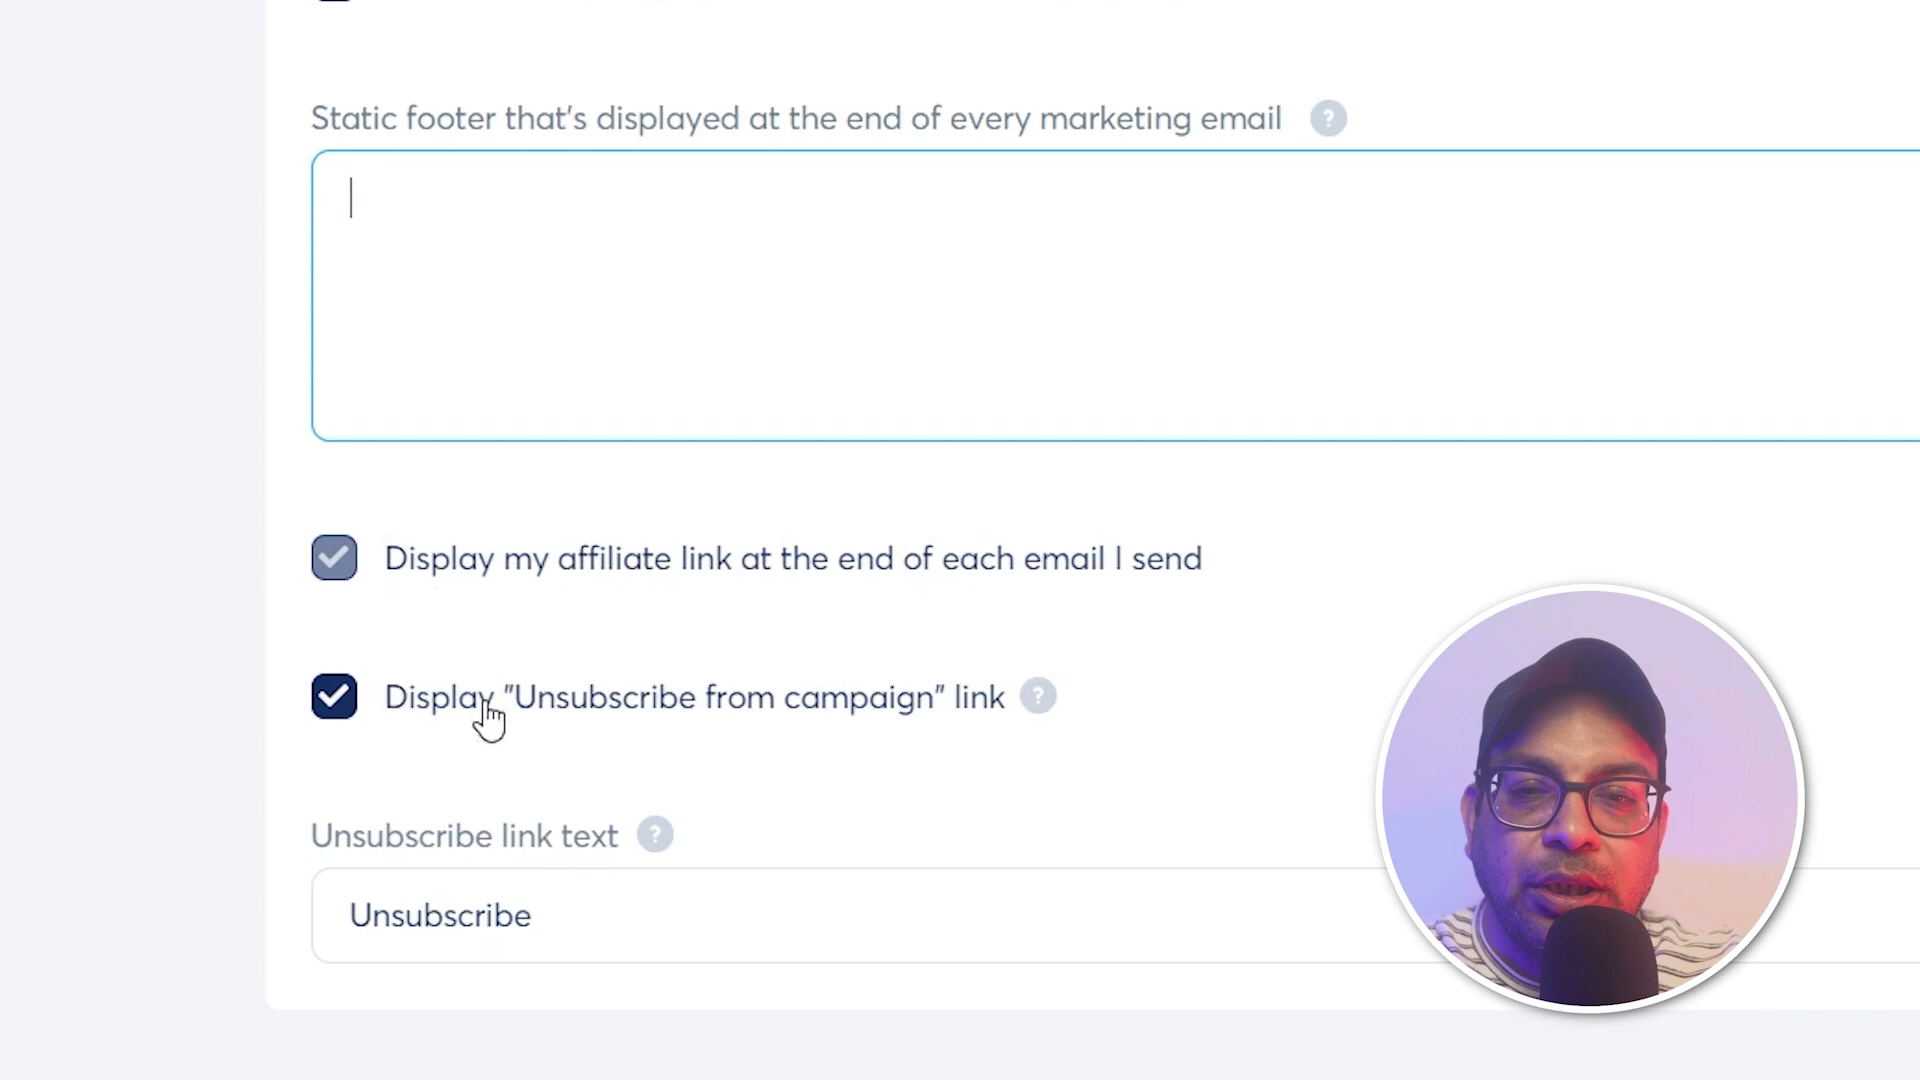 Static footer that's displayed at the end of every marketing email ?
Display my affiliate link at the end of each email I send
Display "Unsubscribe from campaign" link ?
Unsubscribe link text ?
Unsubscribe